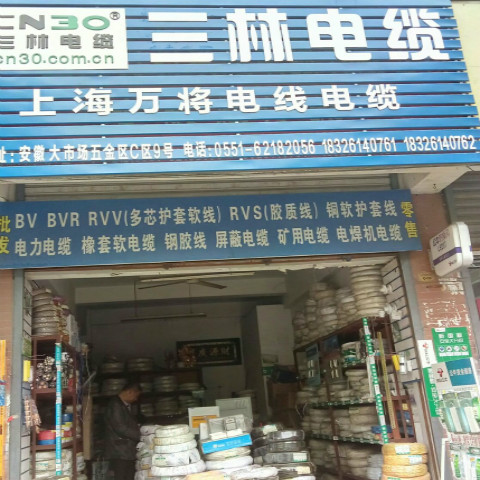 CN30®
三林电缆
cn30.com.cn
三林电缆
上海万将电线电缆
址:安徽大市场五金区C区9号 电话:0551-62182056 18326140761 18326140762
批发
BV BVR RVV(多芯护套软线) RVS(胶质线) 铜软护套线
电力电缆 橡套软电缆 钢胶线 屏蔽电缆 矿用电缆 电焊机电缆
零售